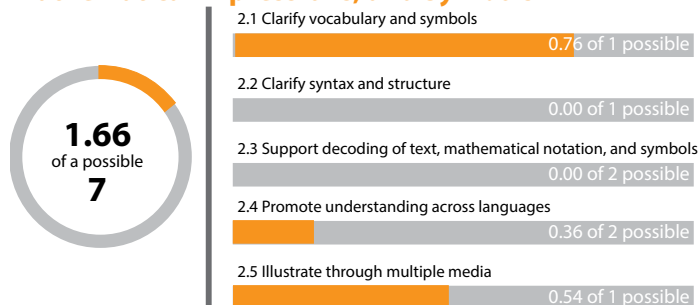 2.1 Clarify vocabulary and symbols
0.76 of 1 possible
2.2 Clarify syntax and structure
0.00 of 1 possible
1.66
of a possible
7
2.3 Support decoding of text, mathematical notation, and symbols
0.00 of 2 possible
2.4 Promote understanding across languages
0.36 of 2 possible
2.5 Illustrate through multiple media
0.54 of 1 possible